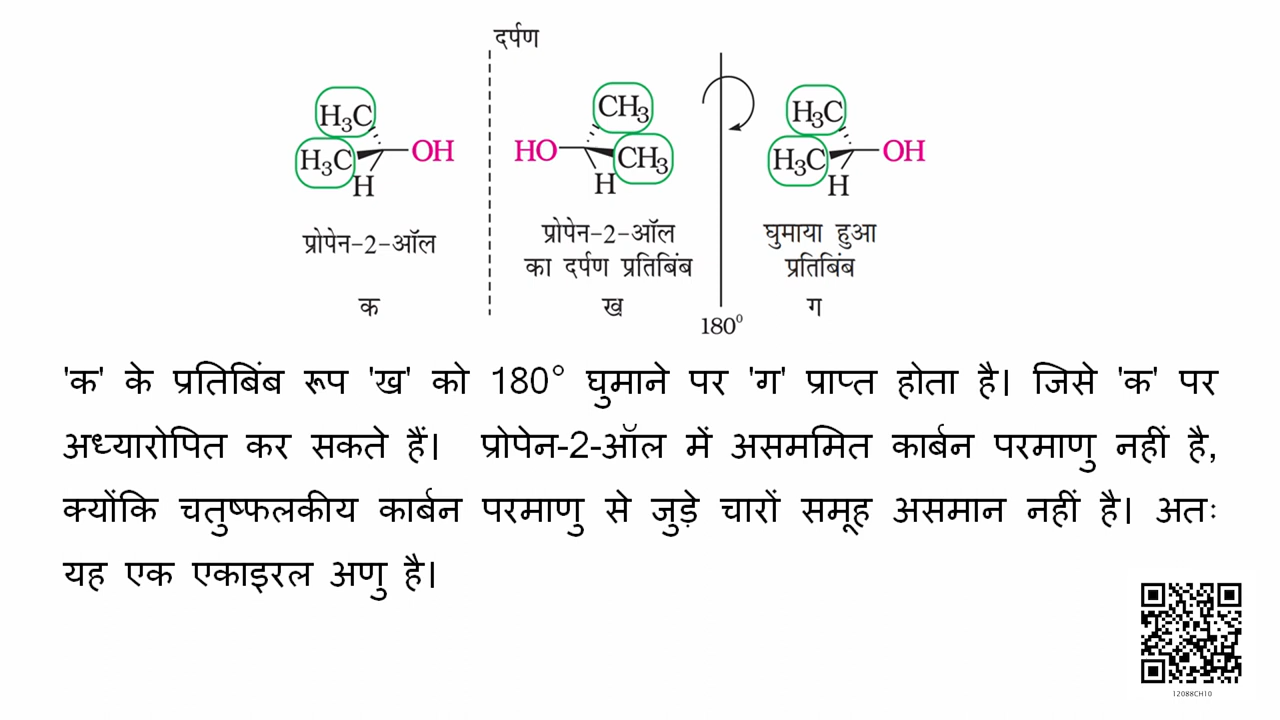 दर्पण
H₃C
H₃C
OH
H
CH₃
HO
CH₃
H
H₃C
H₃C
OH
H
प्रोपेन-2-ऑल
प्रोपेन-2-ऑल
का दर्पण प्रतिबिंब
घुमाया हुआ
प्रतिबिंब
क
ख
ग
180⁰
'क' के प्रतिबिंब रूप 'ख' को 180° घुमाने पर 'ग' प्राप्त होता है। जिसे 'क' पर
अध्यारोपित कर सकते हैं। प्रोपेन-2-ऑल में असममित कार्बन परमाणु नहीं है,
क्योंकि चतुष्फलकीय कार्बन परमाणु से जुड़े चारों समूह असमान नहीं है। अतः
यह एक एकाइरल अणु है।
12088CH10